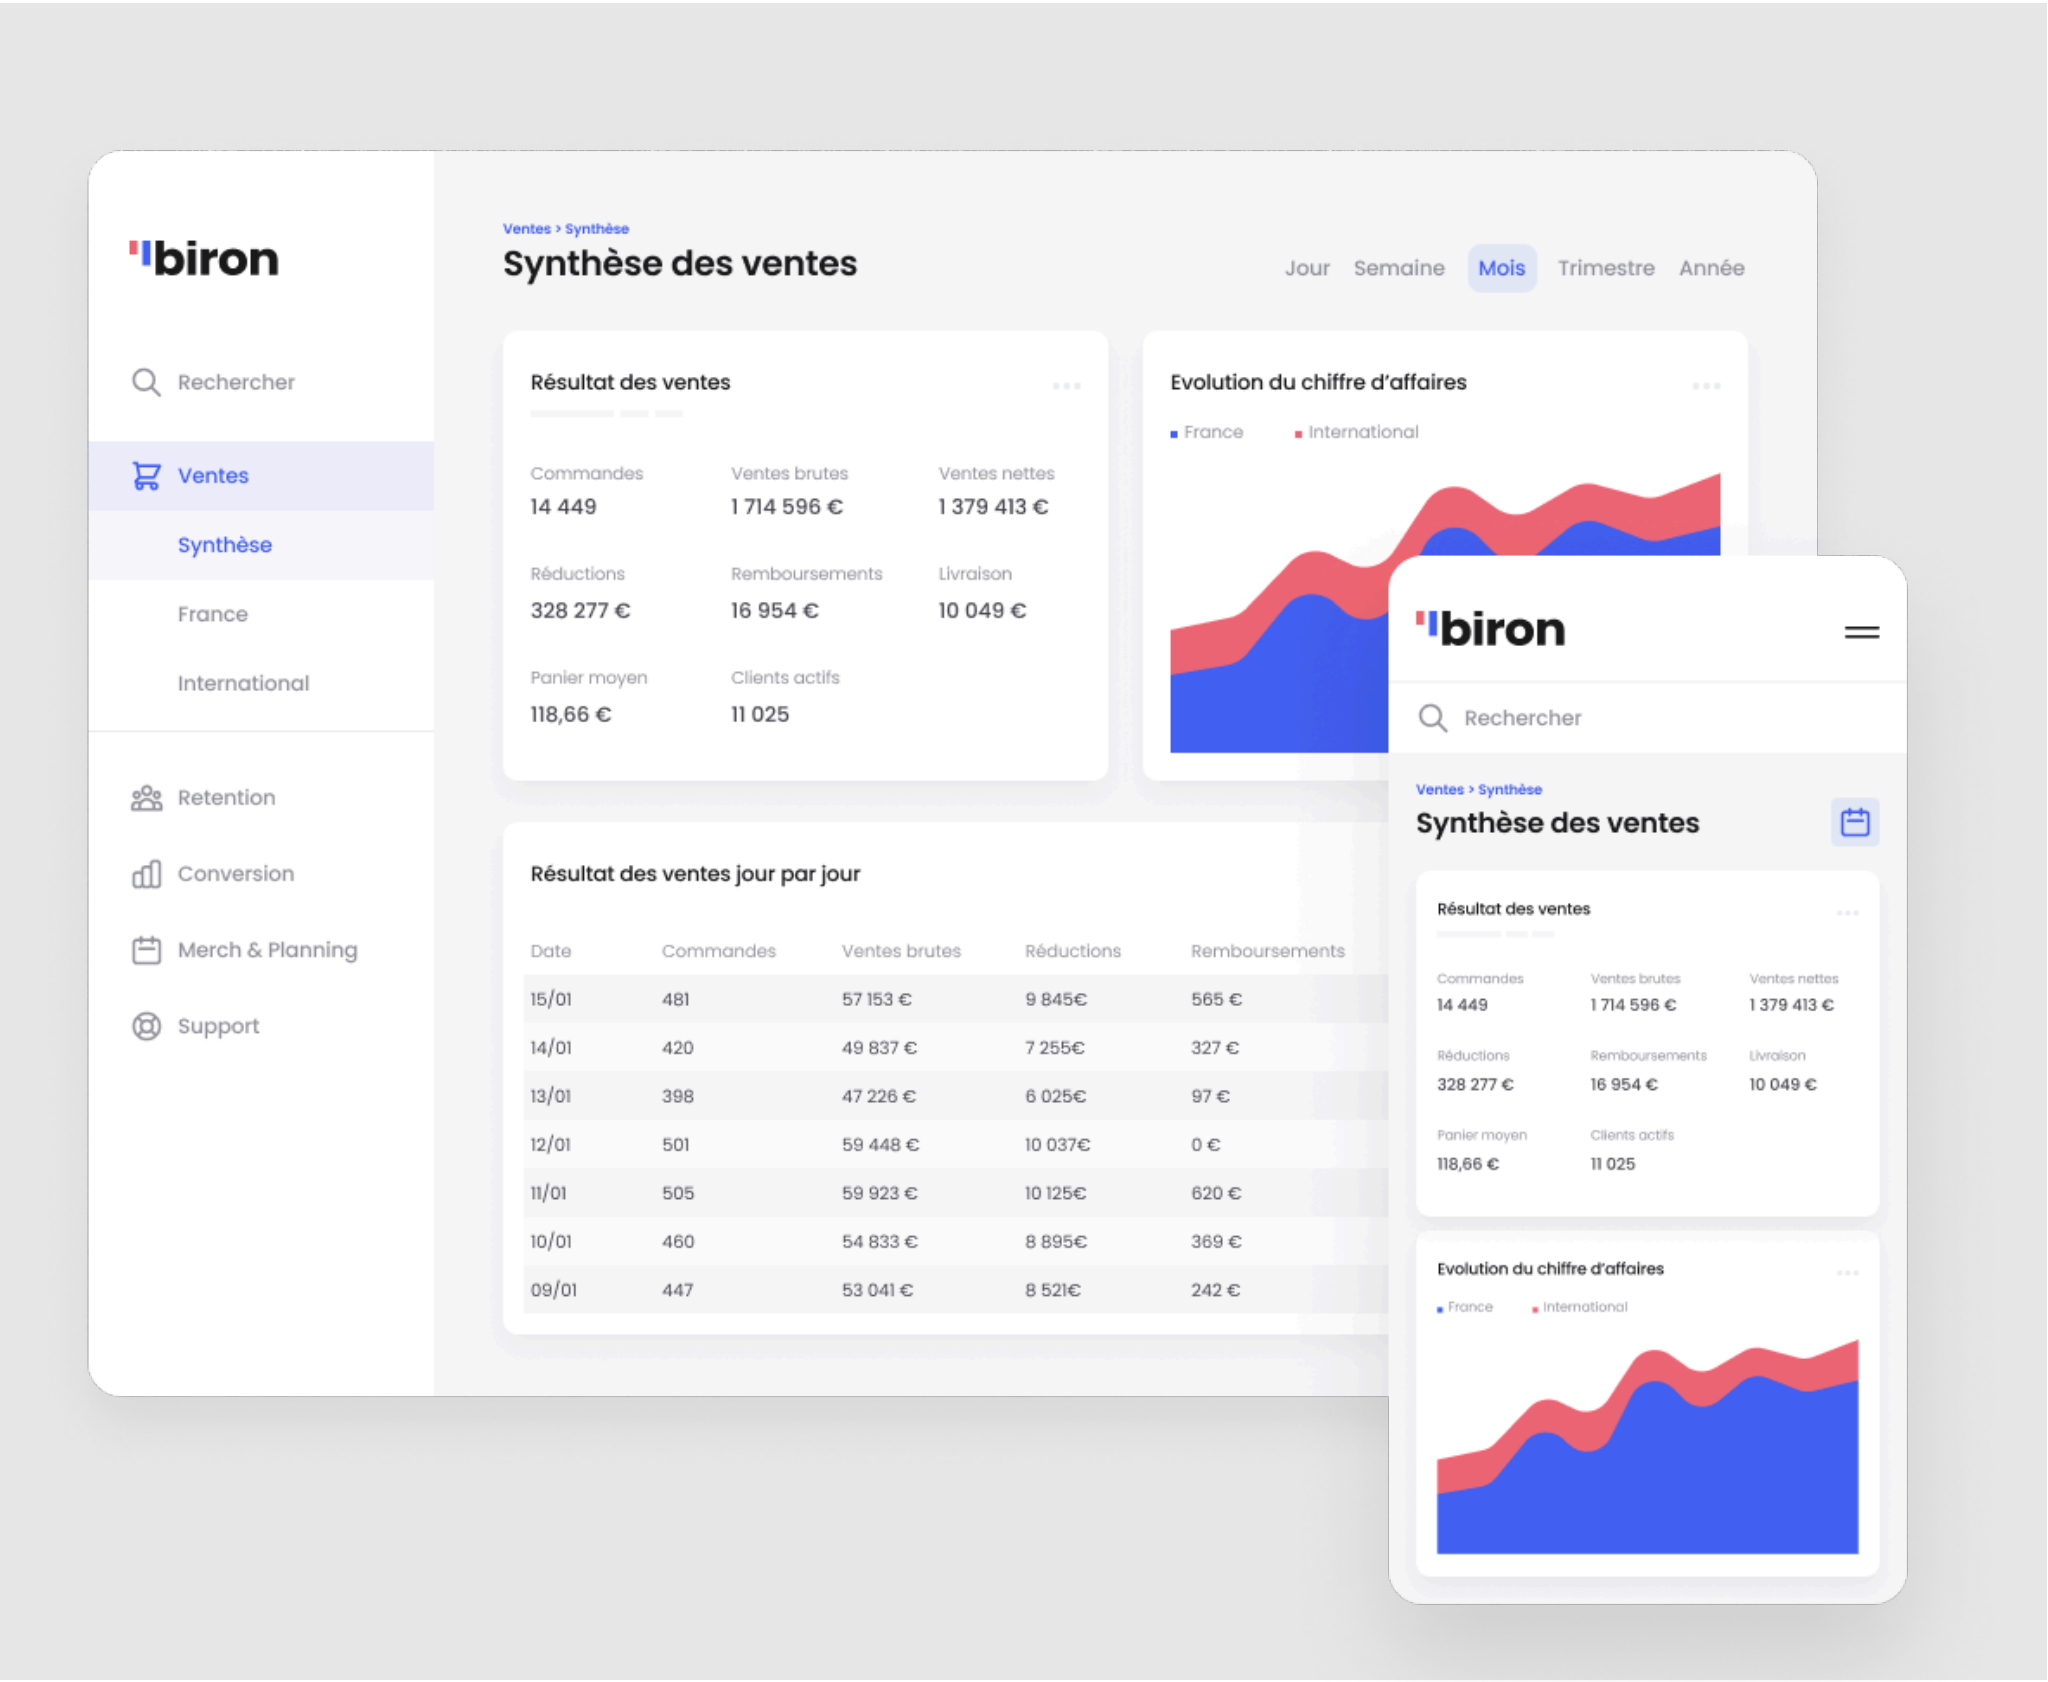 biron
Rechercher
Ventes
Synthèse
France
International
Retention
Conversion
Merch & Planning
Support
Ventes > Synthèse
Synthèse des ventes
Jour Semaine Mois Trimestre Année
Résultat des ventes
Commandes Ventes brutes Ventes nettes
14 449 1 714 596 € 1 379 413 €
Réductions Remboursements Livraison
328 277 € 16 954 € 10 049 €
Panier moyen Clients actifs
118,66 € 11 025
Evolution du chiffre d’affaires
France International
Résultat des ventes jour par jour
Date Commandes Ventes brutes Réductions Remboursements
15/01 481 57 153 € 9 845€ 565 €
14/01 420 49 837 € 7 255€ 327 €
13/01 398 47 226 € 6 025€ 97 €
12/01 501 59 448 € 10 037€ 0 €
11/01 505 59 923 € 10 125€ 620 €
10/01 460 54 833 € 8 895€ 369 €
09/01 447 53 041 € 8 521€ 242 €
biron
Rechercher
Ventes > Synthèse
Synthèse des ventes
Résultat des ventes
Commandes Ventes brutes Ventes nettes
14 449 1 714 596 € 1 379 413 €
Réductions Remboursements Livraison
328 277 € 16 954 € 10 049 €
Panier moyen Clients actifs
118,66 € 11 025
Evolution du chiffre d’affaires
France International